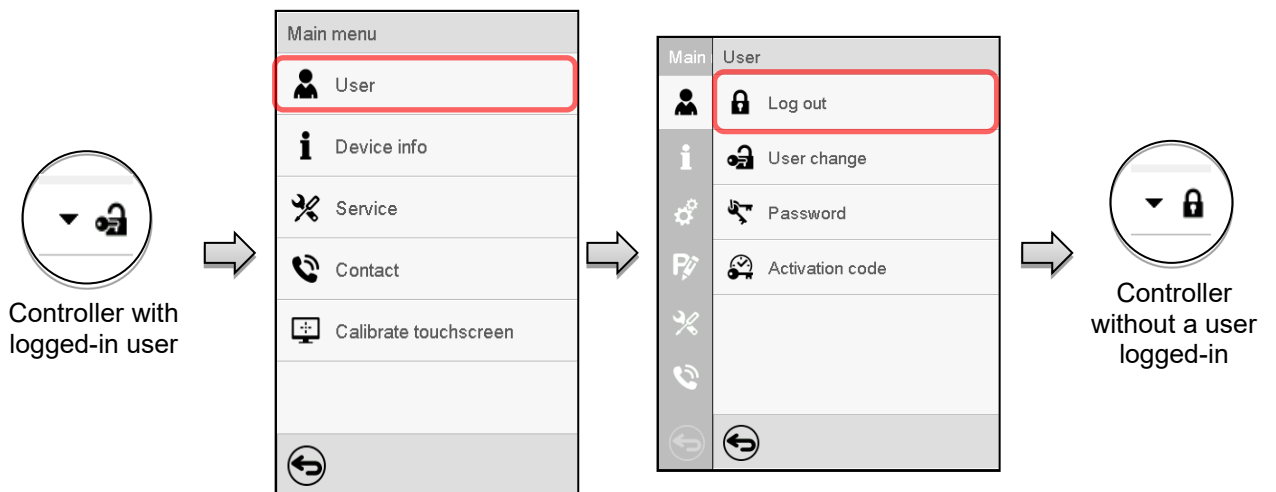 Controller with
logged-in user
Main menu
User
Device info
Service
Contact
Calibrate touchscreen
Main
User
Log out
User change
Password
Activation code
Controller
without a user
logged-in